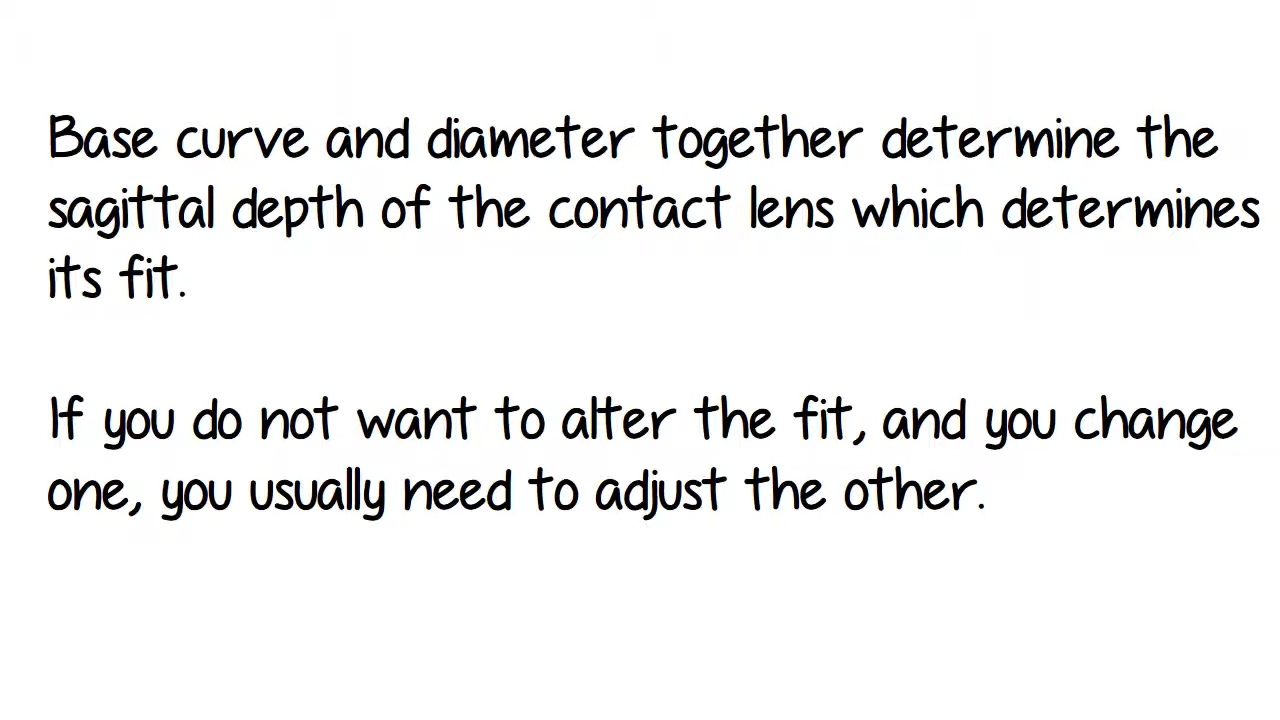 Base curve and diameter together determine the
sagittal depth of the contact lens which determines
its fit.
If you do not want to alter the fit, and you change
one, you usually need to adjust the other.